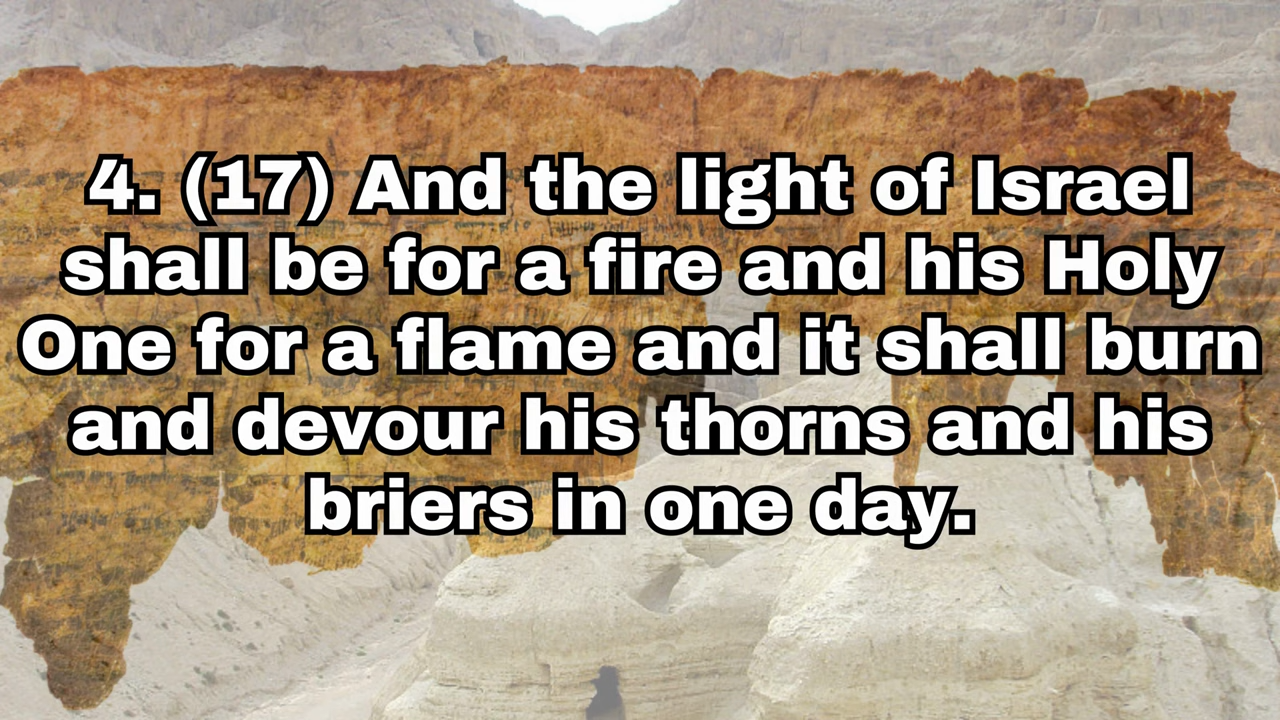 4. (17) And the light of Israel
shall be for a fire and his Holy
One for a flame and it shall burn
and devour his thorns and his
briers in one day.